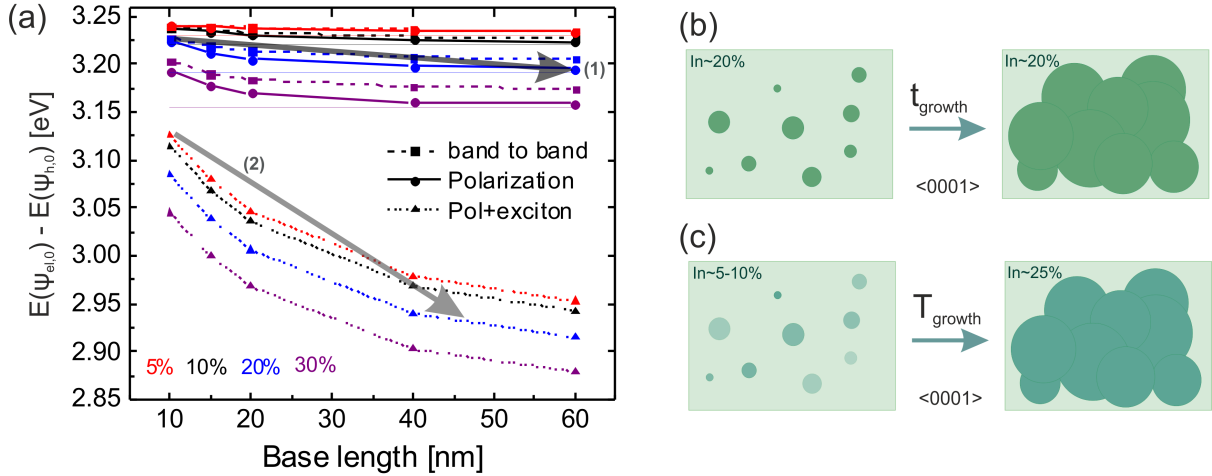 (a)
E(ψel,0) - E(ψh,0) [eV]
3.25
3.20
3.15
3.10
3.05
3.00
2.95
2.90
2.85
(1)
(2)
band to band
Polarization
Pol+exciton
5% 10% 20% 30%
10 20 30 40 50 60
Base length [nm]
(b)
In~20%
tgrowth
<0001>
In~20%
(c)
In~5-10%
Tgrowth
<0001>
In~25%